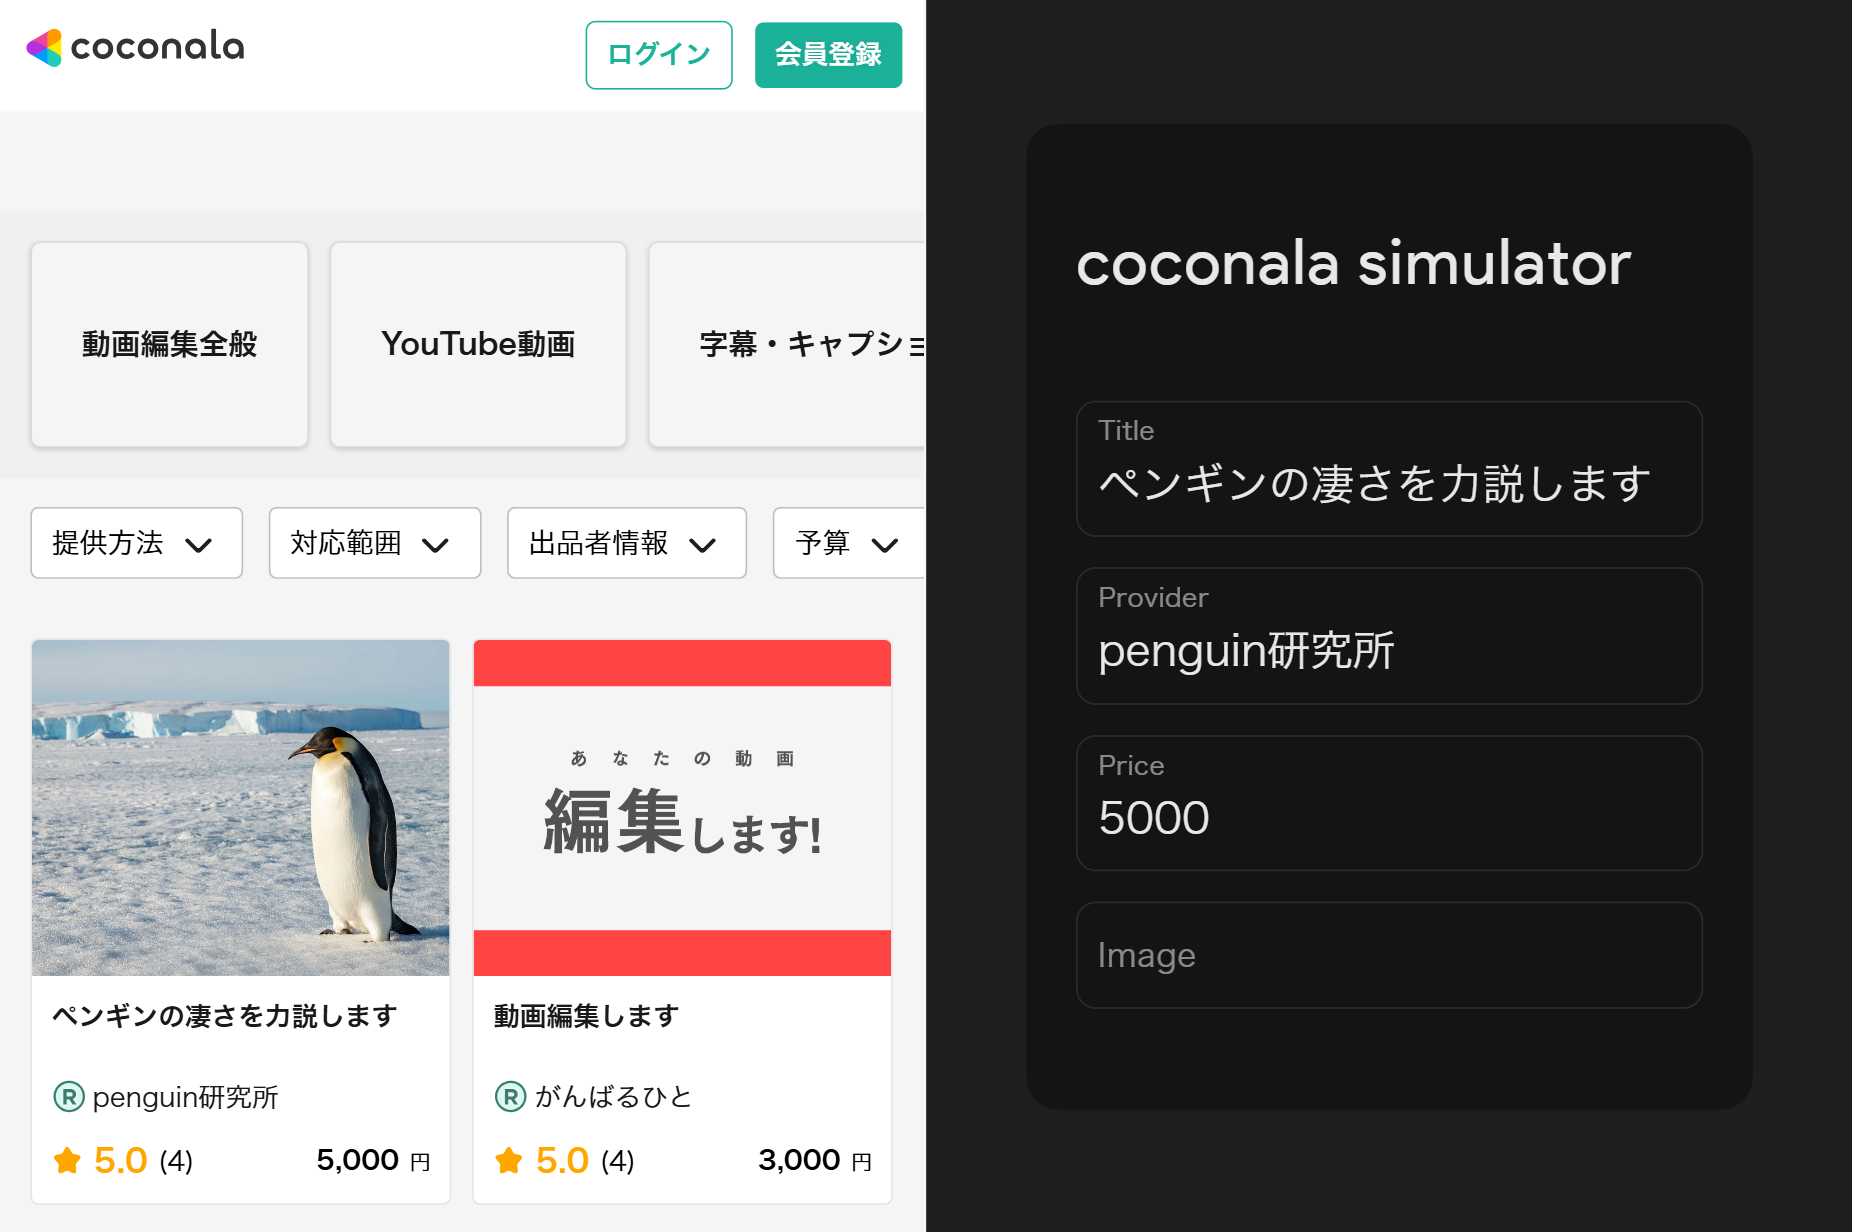 coconala
ログイン
会員登録
動画編集全般
YouTube動画
字幕・キャプショ
提供方法
対応範囲
出品者情報
予算
あなたの動画
編集します!
ペンギンの凄さを力説します
R penguin研究所
5.0 (4)
5,000 円
動画編集します
R がんばるひと
5.0 (4)
3,000 円
coconala simulator
Title
ペンギンの凄さを力説します
Provider
penguin研究所
Price
5000
Image